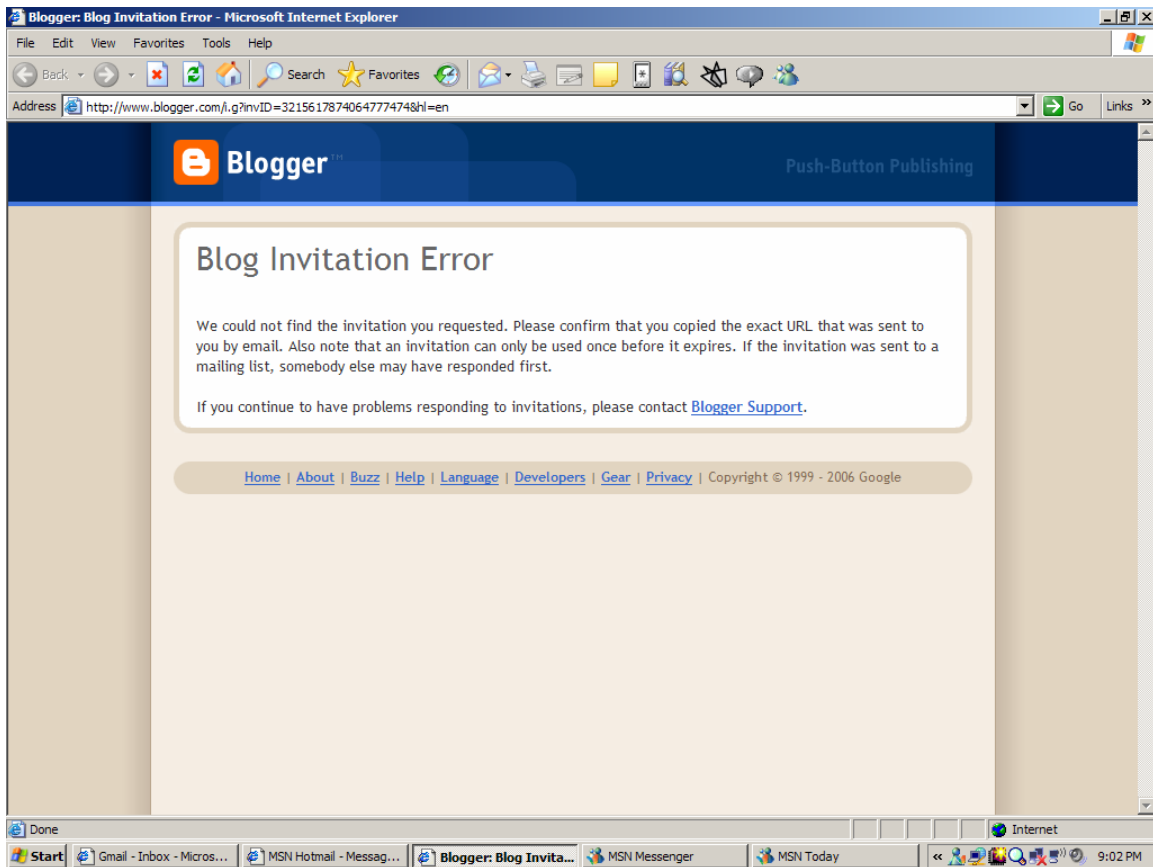 Blogger: Blog Invitation Error - Microsoft Internet Explorer
File Edit View Favorites Tools Help
Back Search Favorites
Address http://www.blogger.com/i.g?invID=3215617874064777474&hl=en Go Links »
Blogger™ Push-Button Publishing
Blog Invitation Error
We could not find the invitation you requested. Please confirm that you copied the exact URL that was sent to
you by email. Also note that an invitation can only be used once before it expires. If the invitation was sent to a
mailing list, somebody else may have responded first.
If you continue to have problems responding to invitations, please contact Blogger Support.
Home | About | Buzz | Help | Language | Developers | Gear | Privacy | Copyright © 1999 - 2006 Google
Done Internet
Start Gmail - Inbox - Micros... MSN Hotmail - Messag... Blogger: Blog Invita... MSN Messenger MSN Today « 9:02 PM